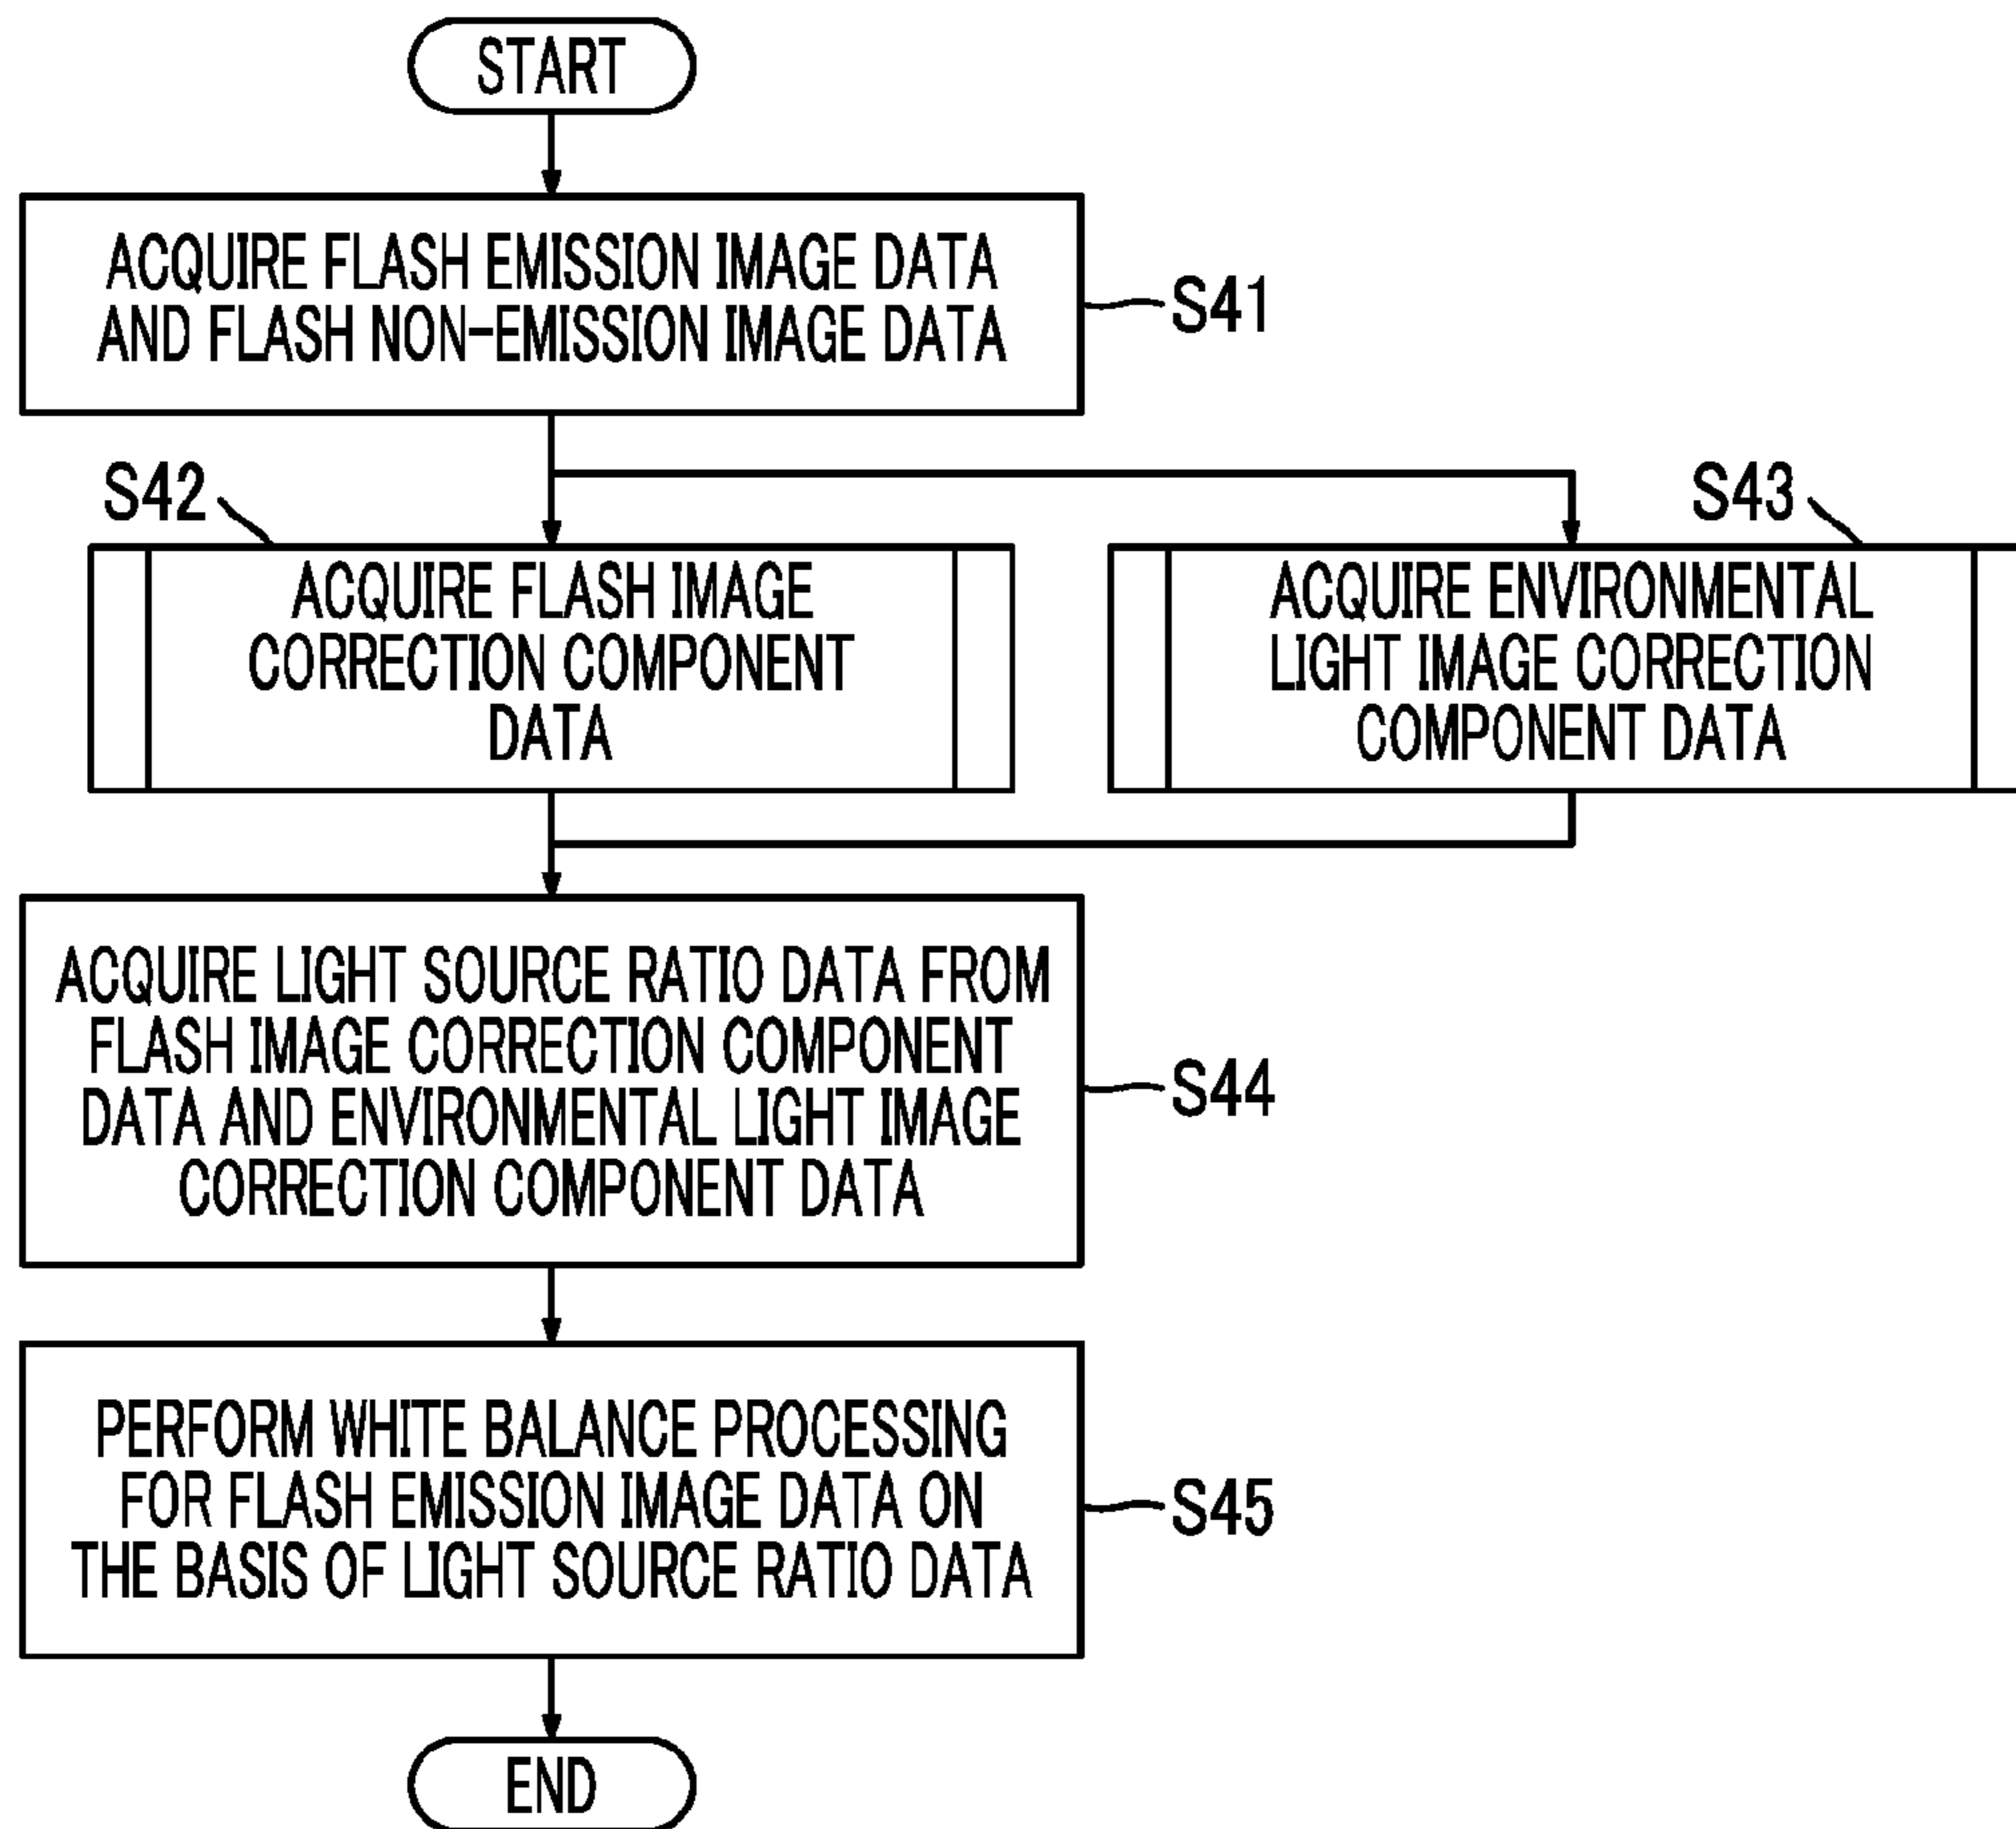 START
ACQUIRE FLASH EMISSION IMAGE DATA
AND FLASH NON-EMISSION IMAGE DATA
S41
S42
ACQUIRE FLASH IMAGE
CORRECTION COMPONENT
DATA
S43
ACQUIRE ENVIRONMENTAL
LIGHT IMAGE CORRECTION
COMPONENT DATA
ACQUIRE LIGHT SOURCE RATIO DATA FROM
FLASH IMAGE CORRECTION COMPONENT
DATA AND ENVIRONMENTAL LIGHT IMAGE
CORRECTION COMPONENT DATA
S44
PERFORM WHITE BALANCE PROCESSING
FOR FLASH EMISSION IMAGE DATA ON
THE BASIS OF LIGHT SOURCE RATIO DATA
S45
END